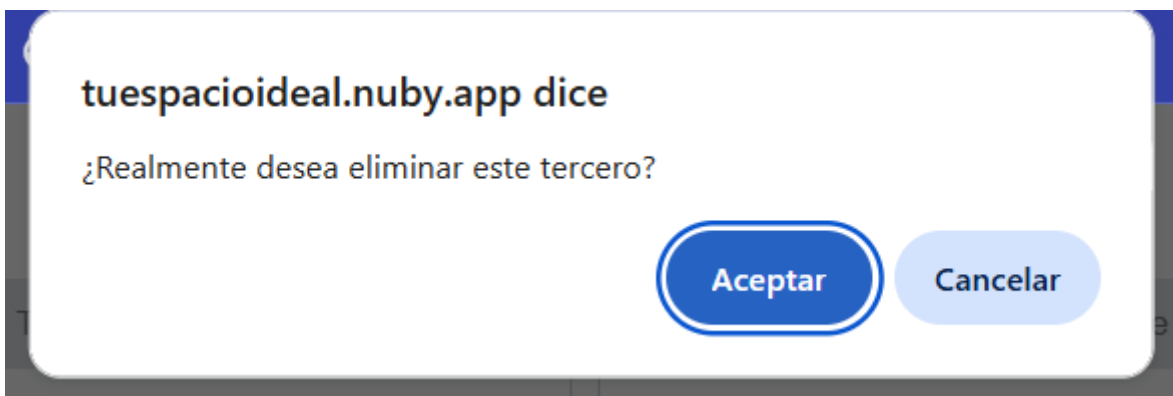 tuespacioideal.nuby.app dice
¿Realmente desea eliminar este tercero?
Aceptar
Cancelar